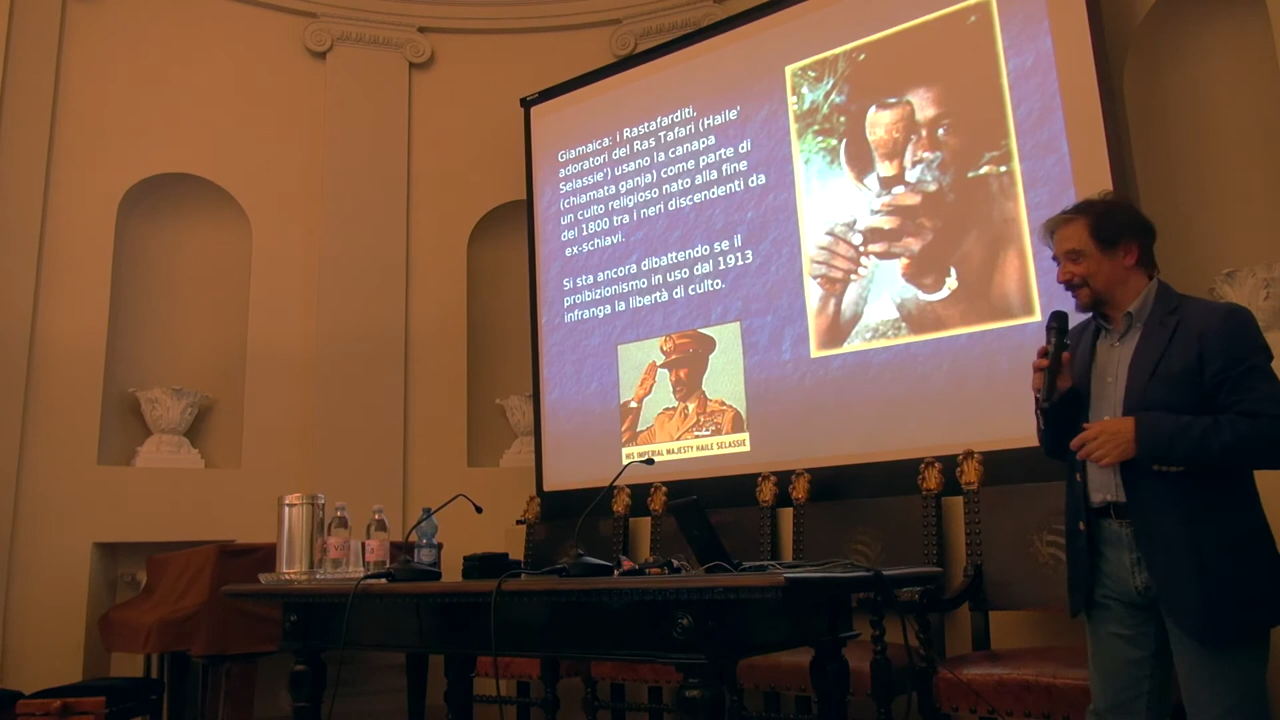 Giamaica: i Rastafarditi,
adoratori del Ras Tafari (Haile'
Selassie') usano la canapa
(chiamata ganja) come parte di
un culto religioso nato alla fine
del 1800 tra i neri discendenti da
ex-schiavi.
Si sta ancora dibattendo se il
proibizionismo in uso dal 1913
infranga la libertà di culto.
HIS IMPERIAL MAJESTY HAILE SELASSIE